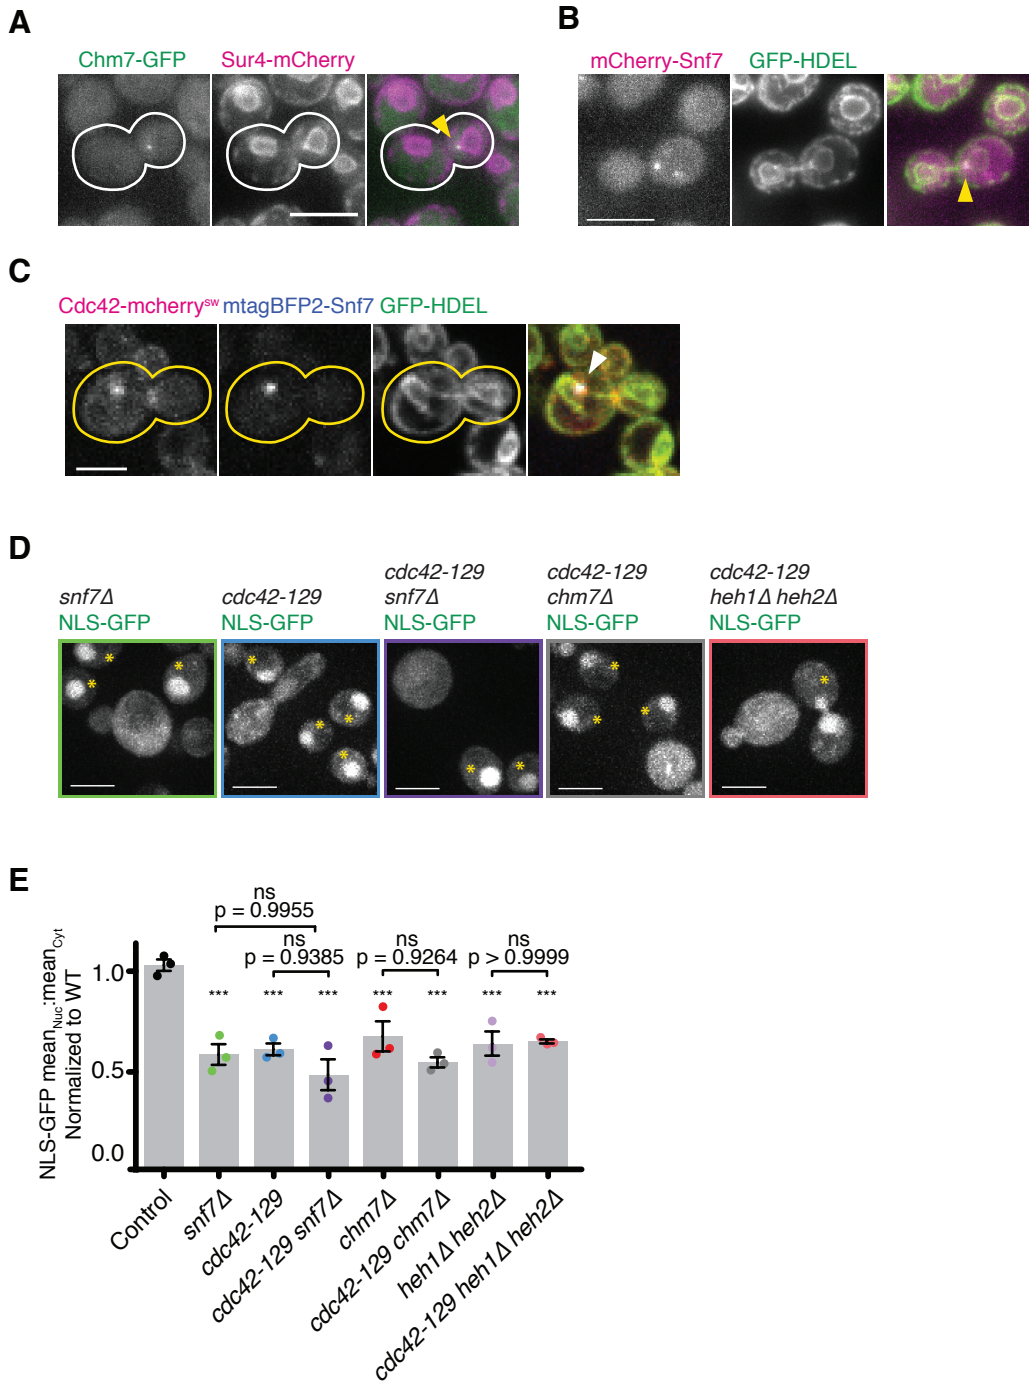 A
Chm7-GFP
Sur4-mCherry
B
mCherry-Snf7
GFP-HDEL
C
Cdc42-mcherry^sw mtagBFP2-Snf7 GFP-HDEL
D
snf7Δ
NLS-GFP
cdc42-129
NLS-GFP
cdc42-129
snf7Δ
NLS-GFP
cdc42-129
chm7Δ
NLS-GFP
cdc42-129
heh1Δ heh2Δ
NLS-GFP
* * *
* * * *
* *
* * *
*
E
NLS-GFP mean_Nuc:mean_Cyt
Normalized to WT
1.0
0.5
0.0
ns
p = 0.9955
ns
p = 0.9385
ns
p = 0.9264
ns
p > 0.9999
*** *** *** *** *** *** ***
Control
snf7Δ
cdc42-129
cdc42-129 snf7Δ
chm7Δ
cdc42-129 chm7Δ
heh1Δ heh2Δ
cdc42-129 heh1Δ heh2Δ